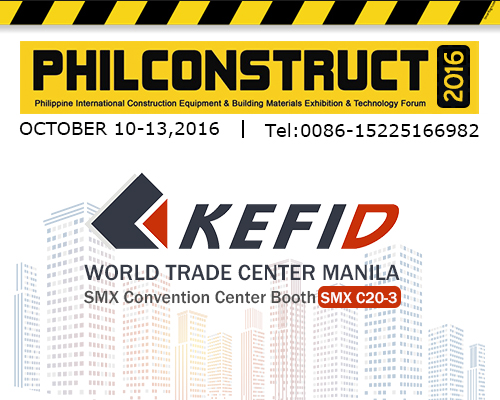 PHILCONSTRUCT 2016
Philippine International Construction Equipment & Building Materials Exhibition & Technology Forum
OCTOBER 10-13,2016 | Tel:0086-15225166982
KEFID
WORLD TRADE CENTER MANILA
SMX Convention Center Booth SMX C20-3